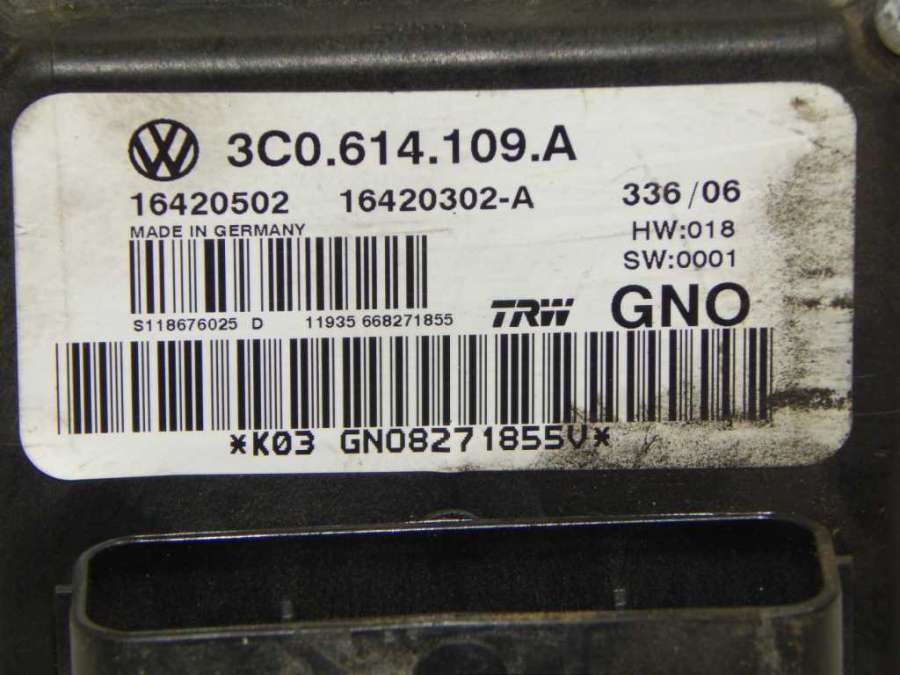 3C0.614.109.A
16420502 16420302-A 336/06
MADE IN GERMANY HW:018
SW:0001
S118676025 D 11935 668271855 TRW GNO
*K03 GNO8271855V*